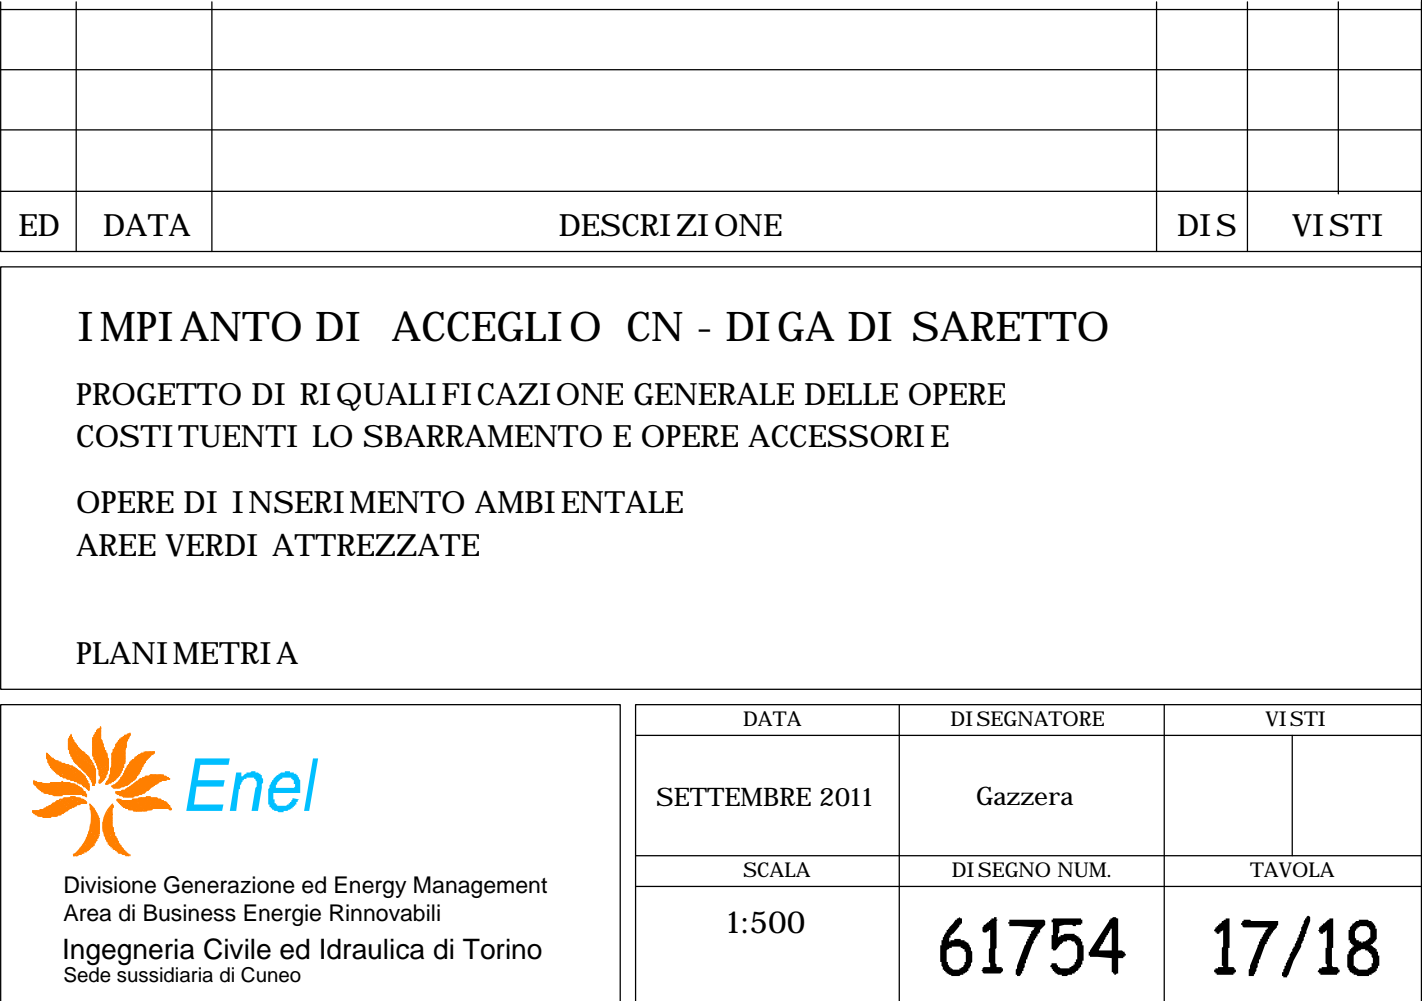 ED DATA DESCRIZIONE DIS VISTI
IMPIANTO DI ACCEGLIO CN - DIGA DI SARETTO
PROGETTO DI RIQUALIFICAZIONE GENERALE DELLE OPERE
COSTITUENTI LO SBARRAMENTO E OPERE ACCESSORIE
OPERE DI INSERIMENTO AMBIENTALE
AREE VERDI ATTREZZATE
PLANIMETRIA
Enel
Divisione Generazione ed Energy Management
Area di Business Energie Rinnovabili
Ingegneria Civile ed Idraulica di Torino
Sede sussidiaria di Cuneo
DATA DISEGNATORE VISTI
SETTEMBRE 2011 Gazzera
SCALA DISEGNO NUM. TAVOLA
1:500 61754 17/18